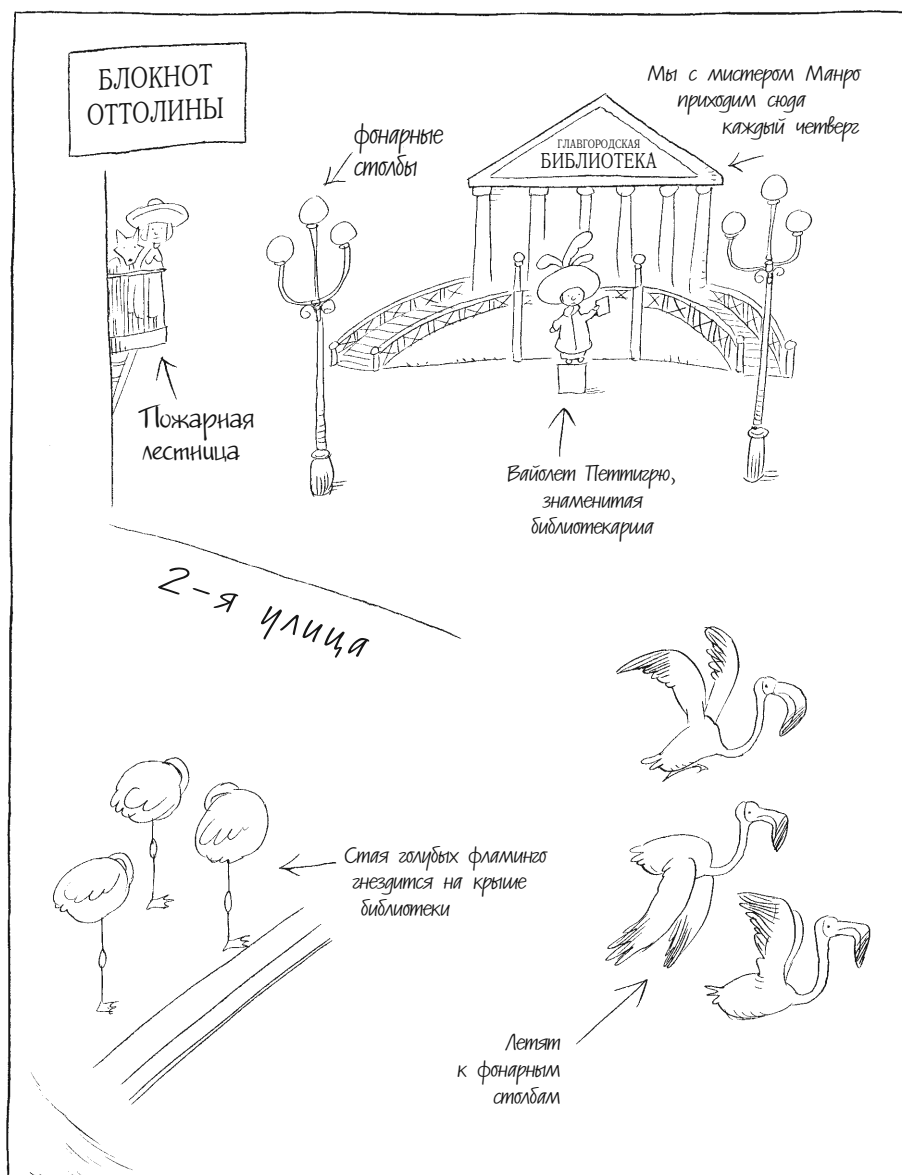 БЛОКНОТ
ОТТОЛИНЫ
фонарные
столбы
Мы с мистером Манро
приходим сюда
каждый четверг
ГЛАВГОРОДСКАЯ
БИБЛИОТЕКА
Пожарная
лестница
Вайолет Петтигрю,
знаменитая
библиотекарша
2-я улица
Стая голубых фламинго
гнездится на крыше
библиотеки
Летят
к фонарным
столбам